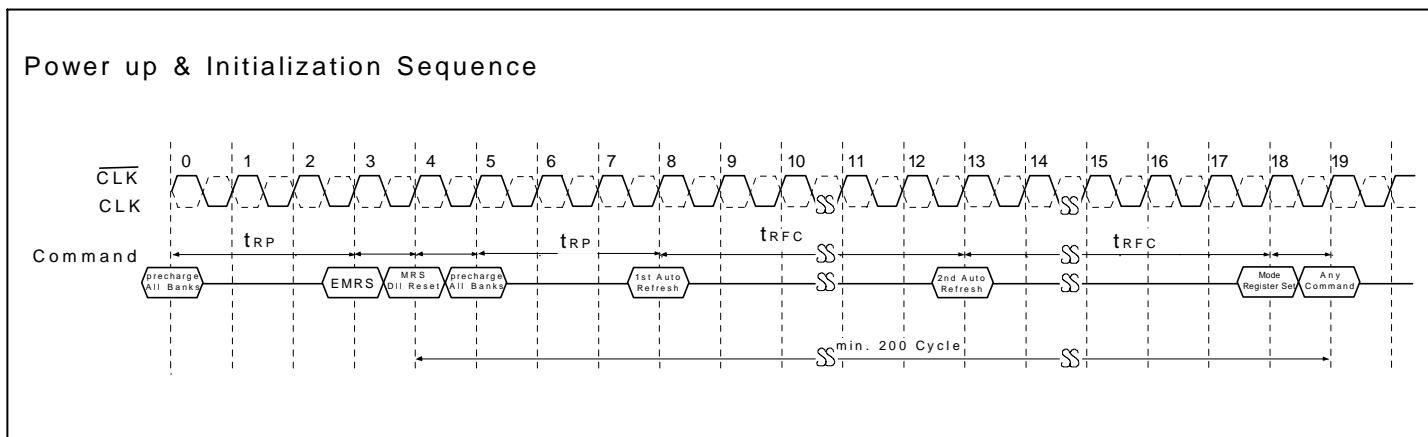 Power up & Initialization Sequence
0 1 2 3 4 5 6 7 8 9 10 11 12 13 14 15 16 17 18 19
CLK
CLK
tRP tRP tRFC tRFC
Command
precharge All Banks
EMRS
MRS Dll Reset
precharge All Banks
1st Auto Refresh
2nd Auto Refresh
Mode Register Set
Any Command
min. 200 Cycle